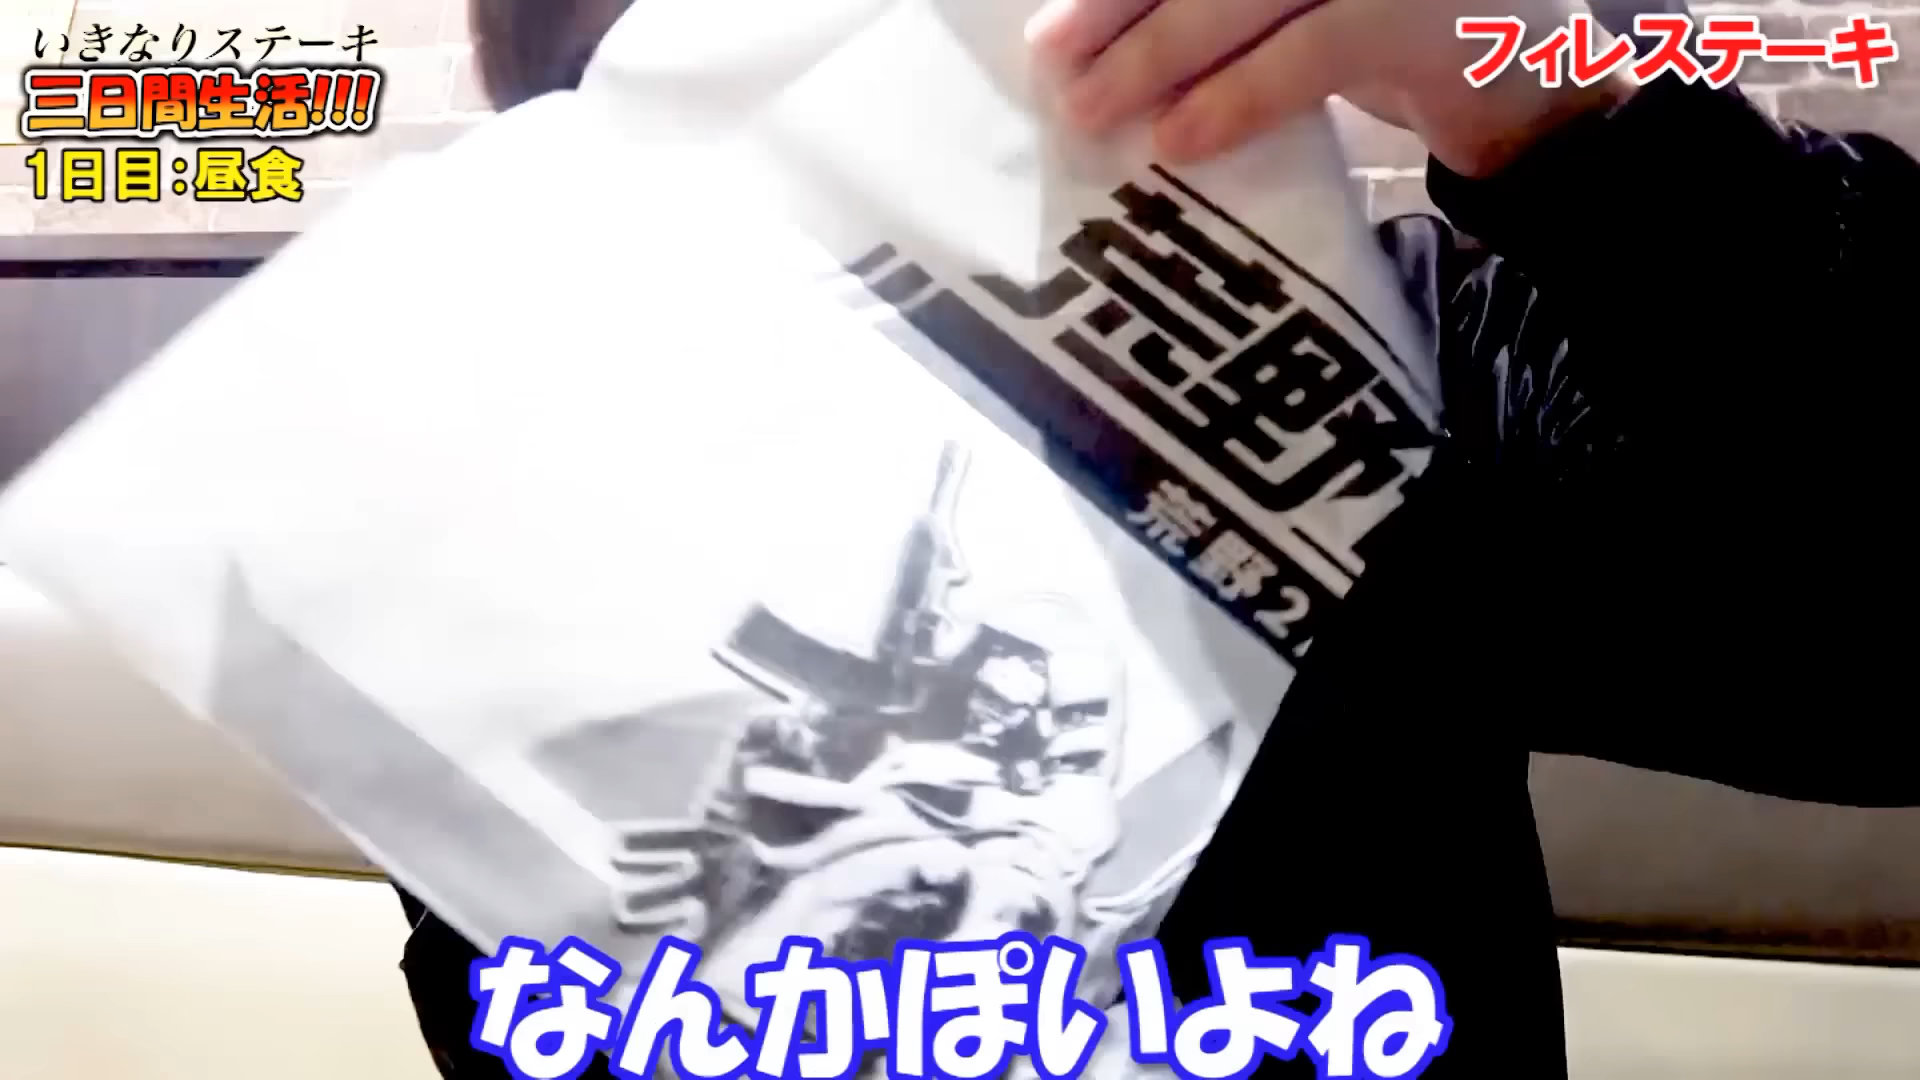 いきなりステーキ
三日間生活!!!
1日目：昼食
フィレステーキ
荒野
荒野2
なんかぽいよね